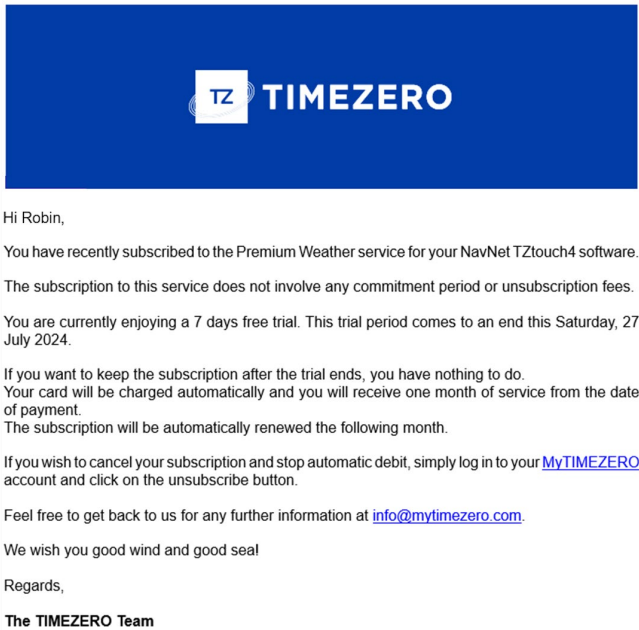 TZ TIMEZERO
Hi Robin,
You have recently subscribed to the Premium Weather service for your NavNet TZtouch4 software.
The subscription to this service does not involve any commitment period or unsubscription fees.
You are currently enjoying a 7 days free trial. This trial period comes to an end this Saturday, 27
July 2024.
If you want to keep the subscription after the trial ends, you have nothing to do.
Your card will be charged automatically and you will receive one month of service from the date
of payment.
The subscription will be automatically renewed the following month.
If you wish to cancel your subscription and stop automatic debit, simply log in to your MyTIMEZERO
account and click on the unsubscribe button.
Feel free to get back to us for any further information at info@mytimezero.com.
We wish you good wind and good sea!
Regards,
The TIMEZERO Team